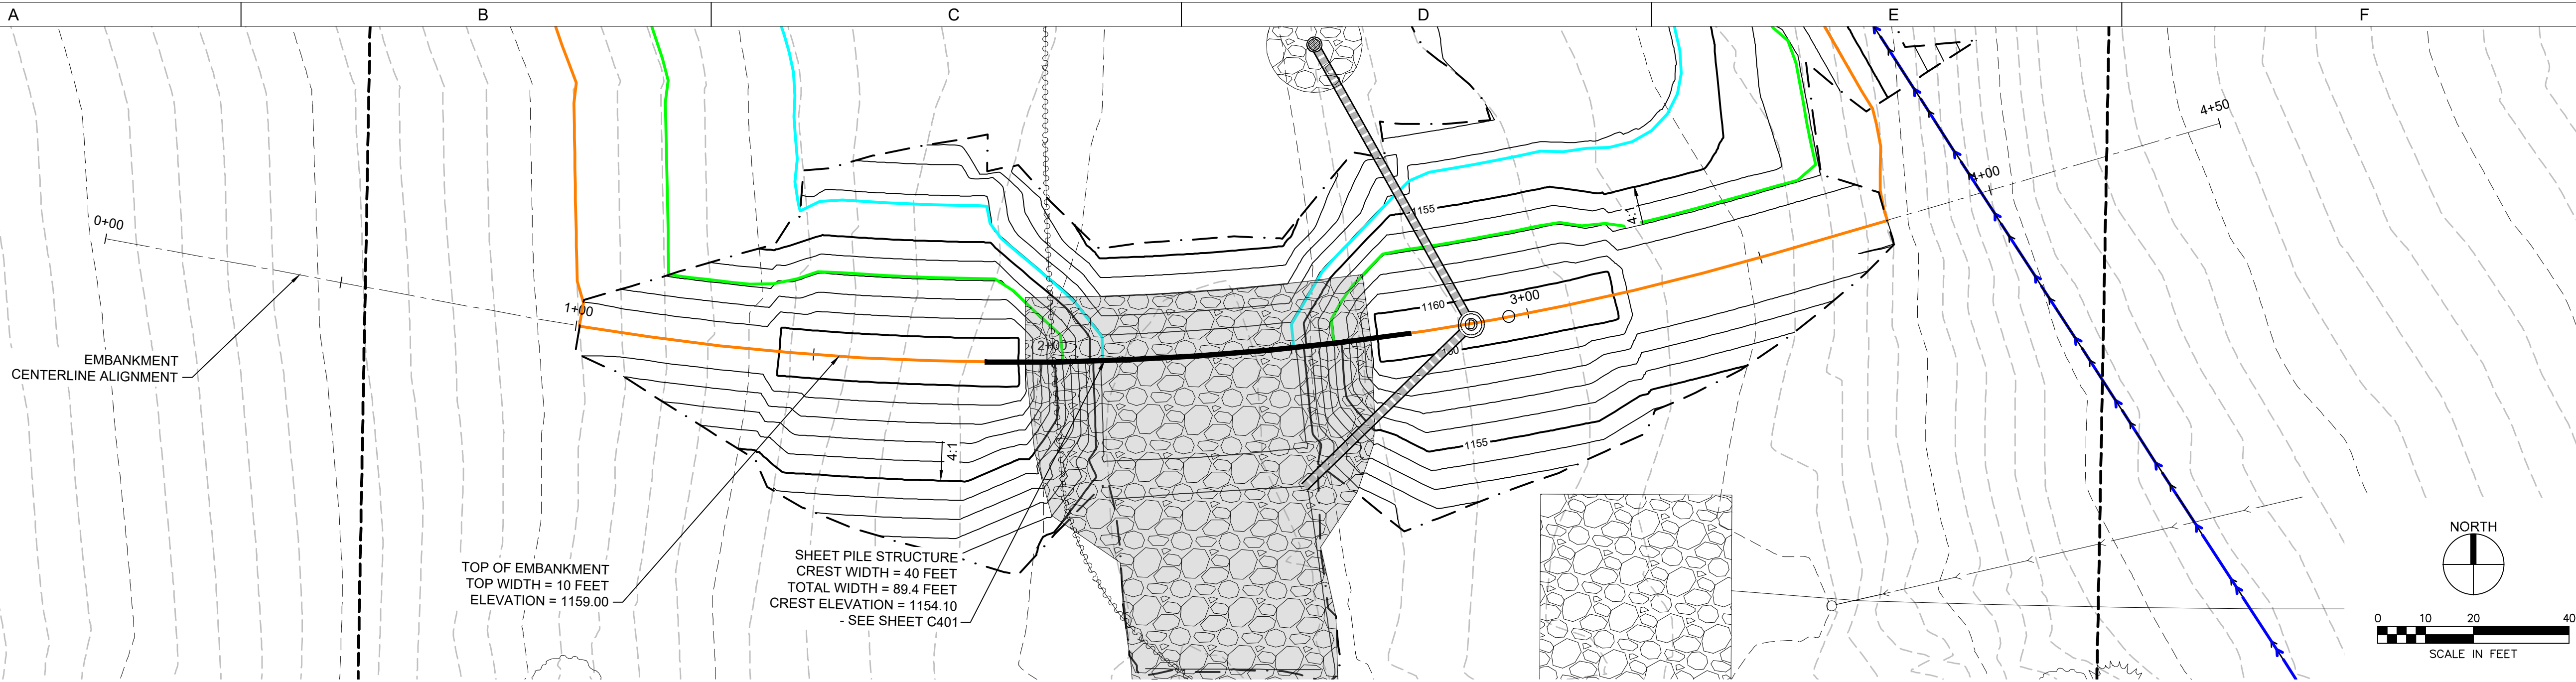 A B C D E F
4+50
4+00
0+00
1155
4:1
1160
3+00
1+00
2+00
160
EMBANKMENT
CENTERLINE ALIGNMENT
D
1155
4:1
TOP OF EMBANKMENT
TOP WIDTH = 10 FEET
ELEVATION = 1159.00
SHEET PILE STRUCTURE
CREST WIDTH = 40 FEET
TOTAL WIDTH = 89.4 FEET
CREST ELEVATION = 1154.10
- SEE SHEET C401
NORTH
0 10 20 40
SCALE IN FEET